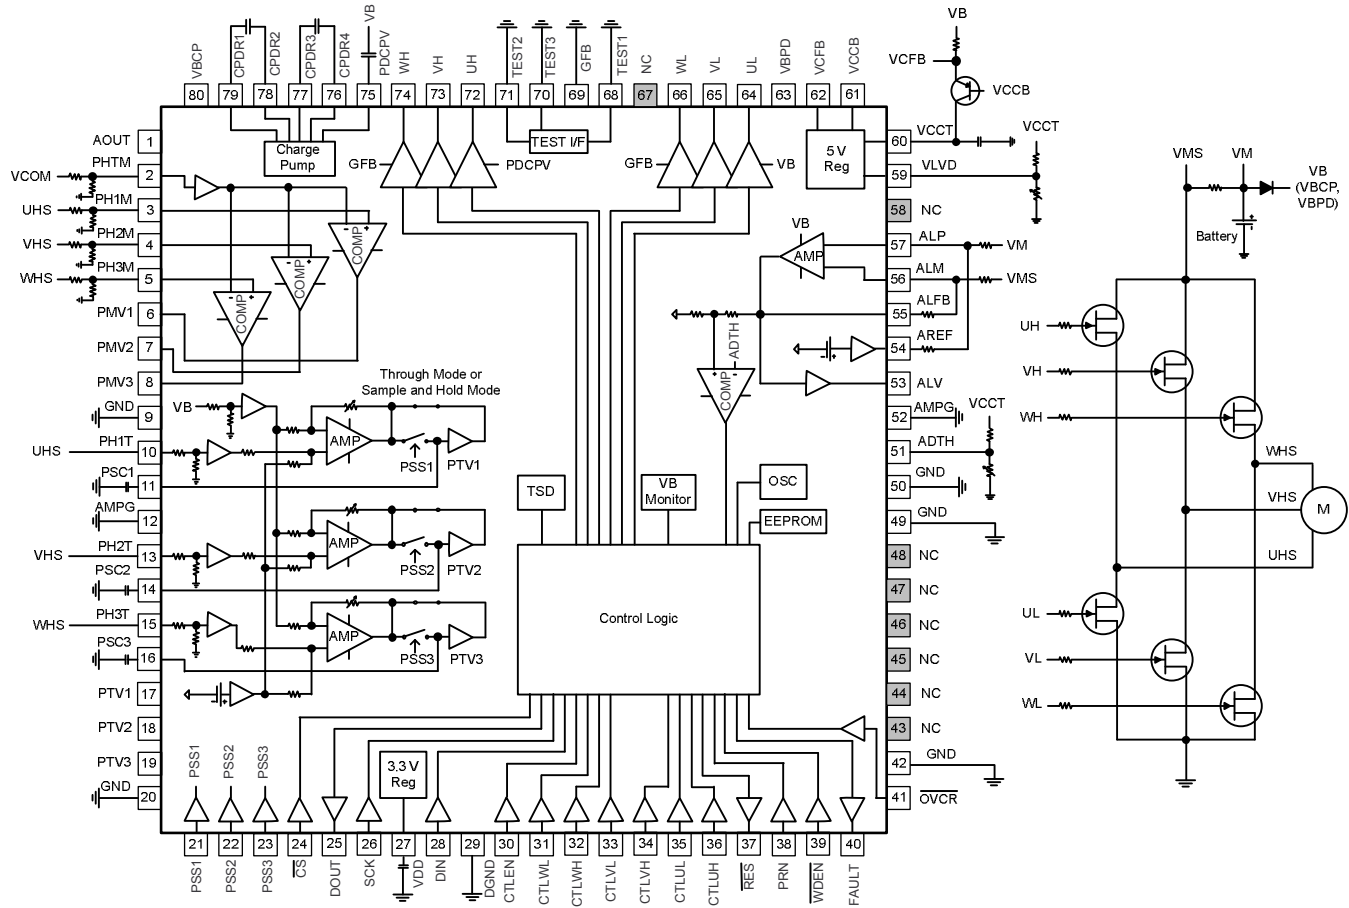 VB
VBCP
CPDR1
CPDR2
CPDR3
CPDR4
PDCPV
WH
VH
UH
TEST2
TEST3
GFB
TEST1
NC
WL
VL
UL
VBPD
VCFB
VCCB
80 79 78 77 76 75 74 73 72 71 70 69 68 67 66 65 64 63 62 61
VB
VCFB
VCCB
VCCT
VCCT
60
VLVD
59
NC
58
ALP
57
VM
ALM
56
VMS
ALFB
55
AREF
54
ALV
53
AMPG
52
VCCT
ADTH
51
GND
50
GND
49
NC
48
NC
47
NC
46
NC
45
NC
44
NC
43
GND
42
OVCR
41
AOUT
1
VCOM
PHTM
2
UHS
PH1M
3
VHS
PH2M
4
WHS
PH3M
5
PMV1
6
PMV2
7
PMV3
8
GND
9
UHS
PH1T
10
PSC1
11
AMPG
12
VHS
PH2T
13
PSC2
14
WHS
PH3T
15
PSC3
16
PTV1
17
PTV2
18
PTV3
19
GND
20
Charge
Pump
GFB
PDCPV
TEST I/F
GFB
VB
5 V
Reg
COMP
COMP
COMP
VB
AMP
ADTH
COMP
Through Mode or
Sample and Hold Mode
VB
AMP
PSS1
PTV1
AMP
PSS2
PTV2
AMP
PSS3
PTV3
TSD
VB
Monitor
OSC
EEPROM
Control Logic
3.3 V
Reg
PSS1
PSS2
PSS3
21 22 23 24 25 26 27 28 29 30 31 32 33 34 35 36 37 38 39 40
PSS1
PSS2
PSS3
CS
DOUT
SCK
VDD
DIN
DGND
CTLEN
CTLWL
CTLWH
CTLVL
CTLVH
CTLUL
CTLUH
RES
PRN
WDEN
FAULT
VMS
VM
VB
(VBCP,
VBPD)
Battery
UH
VH
WH
WHS
VHS
M
UHS
UL
VL
WL